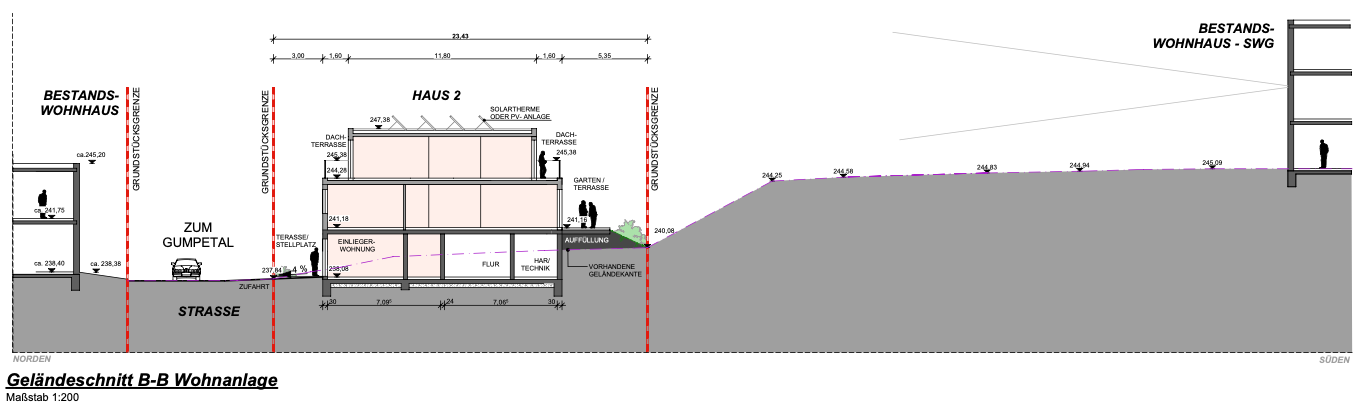 BESTANDS-
WOHNHAUS - SWG
23,43
3,00
1,60
11,80
1,60
5,35
BESTANDS-
WOHNHAUS
GRUNDSTÜCKSGRENZE
GRUNDSTÜCKSGRENZE
HAUS 2
GRUNDSTÜCKSGRENZE
SOLARTHERME
ODER PV- ANLAGE
247,38
DACH-
TERRASSE
245,38
244,28
DACH-
TERRASSE
245,38
ca.245,20
GARTEN /
TERRASSE
244,25
244,58
244,83
244,94
245,09
ca. 241,75
241,18
241,16
240,08
ZUM
GUMPETAL
TERASSE/
STELLPLATZ
EINLIEGER-
WOHNUNG
AUFFÜLLUNG
FLUR
HAR/
TECHNIK
VORHANDENE
GELÄNDEKANTE
ca. 238,40
ca. 238,38
237,84
4 %
238,08
ZUFAHRT
STRASSE
30
7,09⁵
24
7,06⁵
30
NORDEN
SÜDEN
Geländeschnitt B-B Wohnanlage
Maßstab 1:200